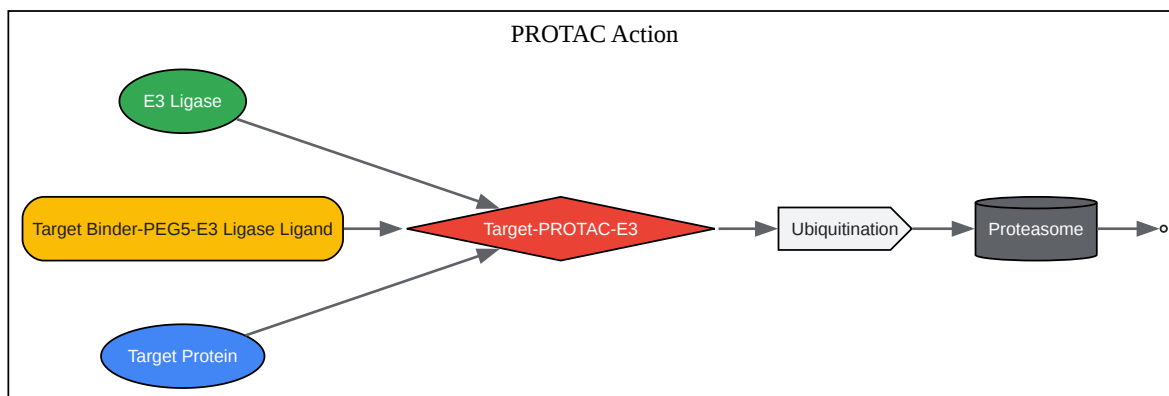 PROTAC Action
E3 Ligase
Target Binder-PEG5-E3 Ligase Ligand
Target-PROTAC-E3
Ubiquitination
Proteasome
Target Protein